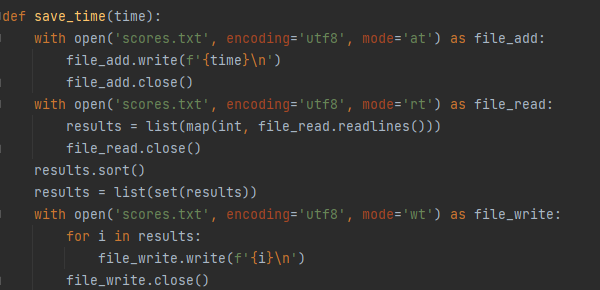 def save_time(time):
    with open('scores.txt', encoding='utf8', mode='at') as file_add:
        file_add.write(f'{time}\n')
        file_add.close()
    with open('scores.txt', encoding='utf8', mode='rt') as file_read:
        results = list(map(int, file_read.readlines()))
        file_read.close()
    results.sort()
    results = list(set(results))
    with open('scores.txt', encoding='utf8', mode='wt') as file_write:
        for i in results:
            file_write.write(f'{i}\n')
        file_write.close()